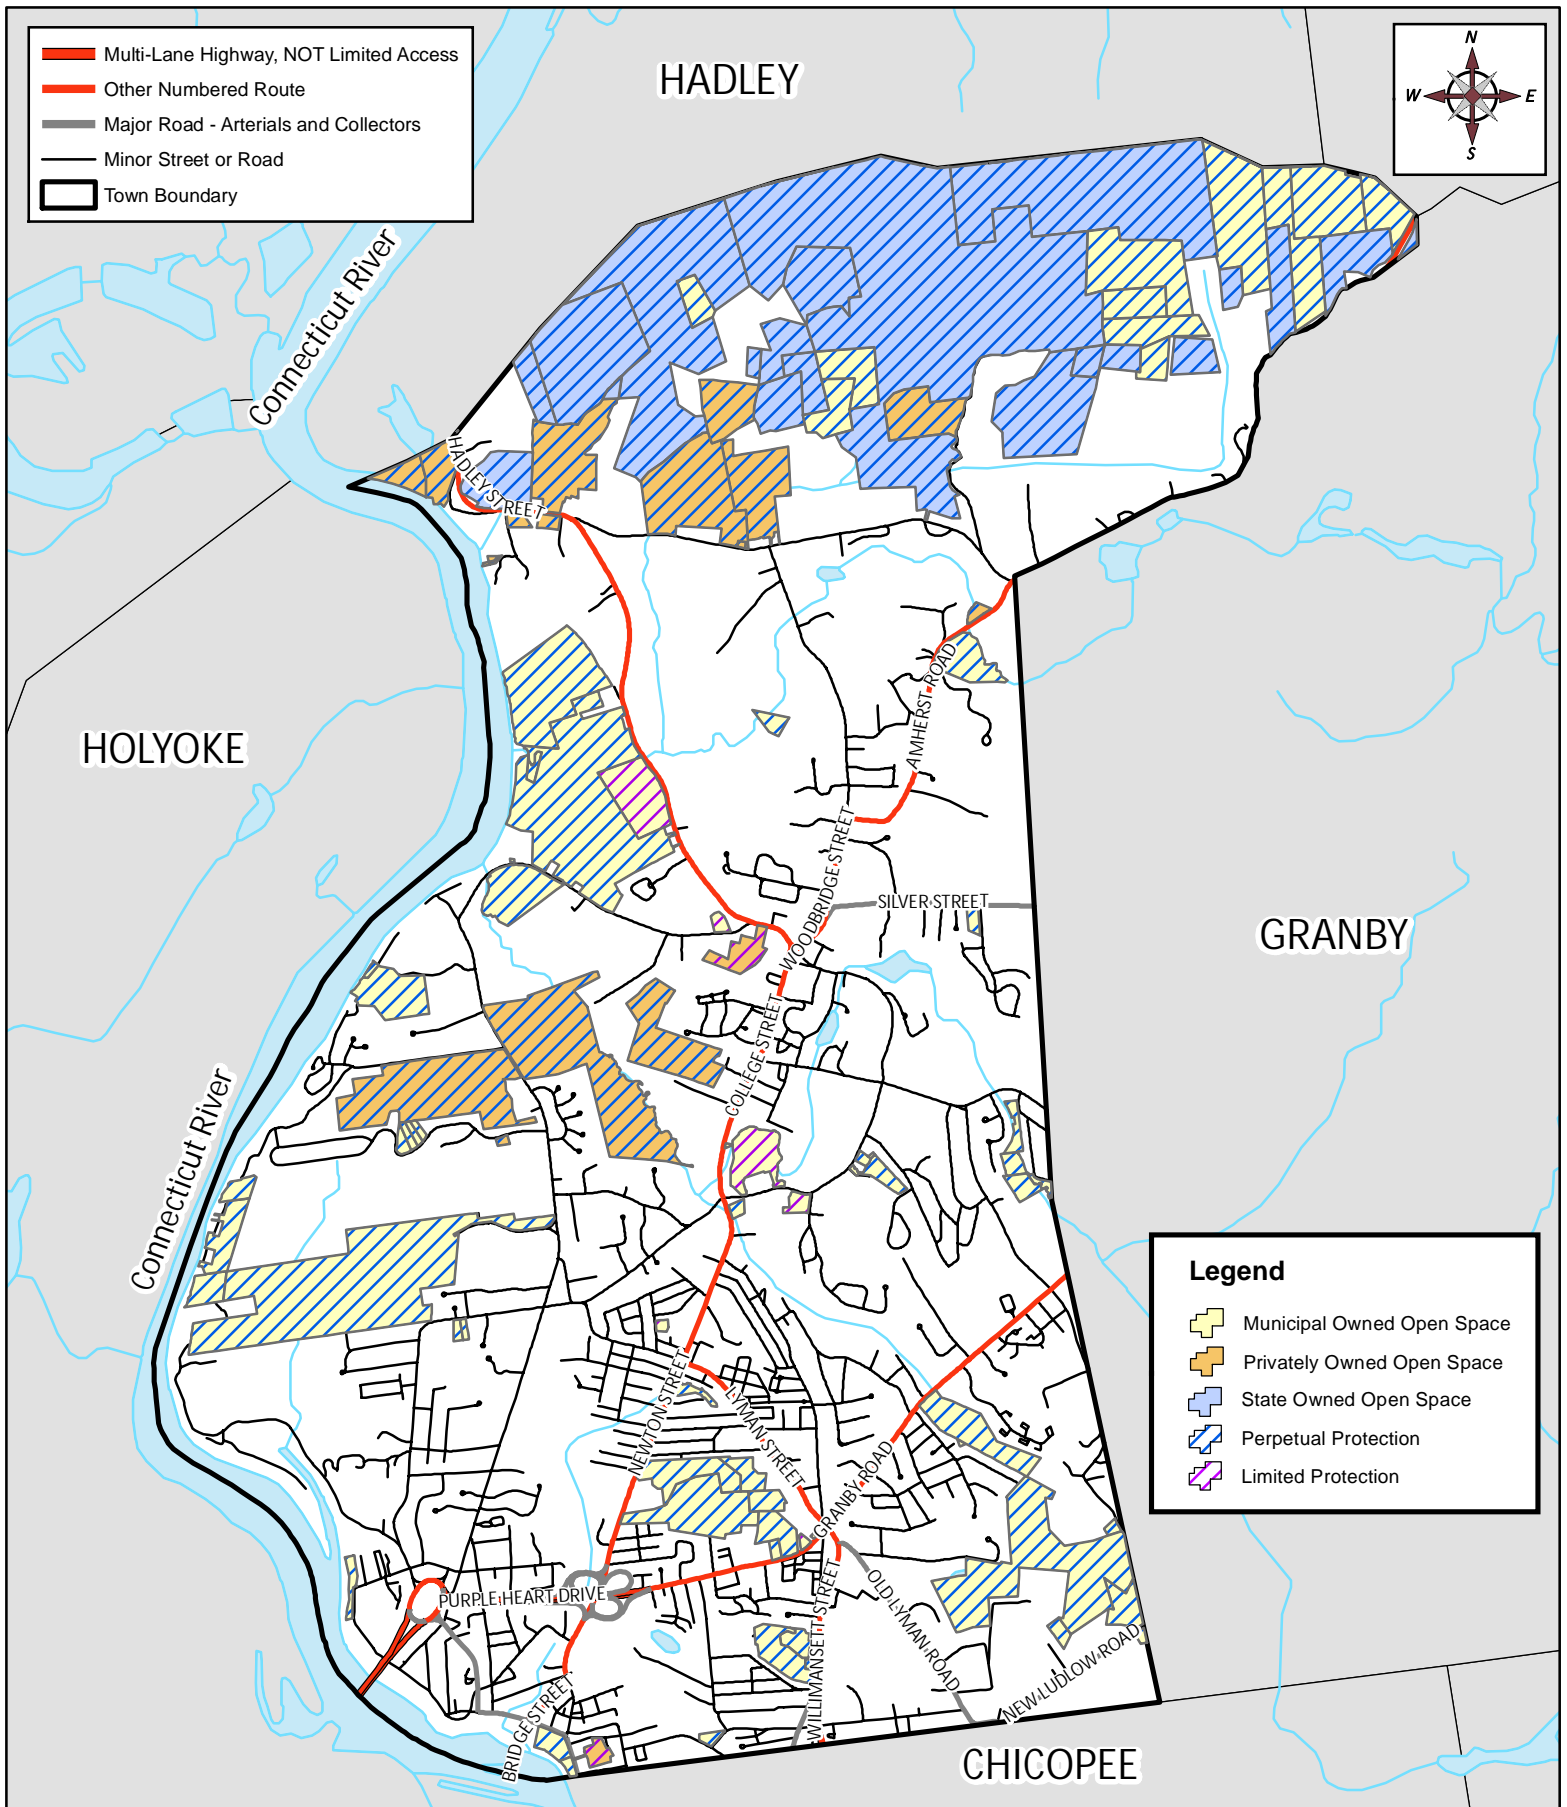 Multi-Lane Highway, NOT Limited Access
Other Numbered Route
Major Road - Arterials and Collectors
Minor Street or Road
Town Boundary
HADLEY
N
W
E
S
Connecticut River
HADLEY STREET
HOLYOKE
AMHERST ROAD
WOODBRIDGE STREET
SILVER STREET
GRANBY
COLLEGE STREET
Connecticut River
Legend
Municipal Owned Open Space
Privately Owned Open Space
State Owned Open Space
Perpetual Protection
Limited Protection
NEWTON STREET
LYMAN STREET
GRANBY ROAD
PURPLE HEART DRIVE
OLD LYMAN ROAD
WILLIMANSETT STREET
NEW LUDLOW ROAD
BRIDGE STREET
CHICOPEE